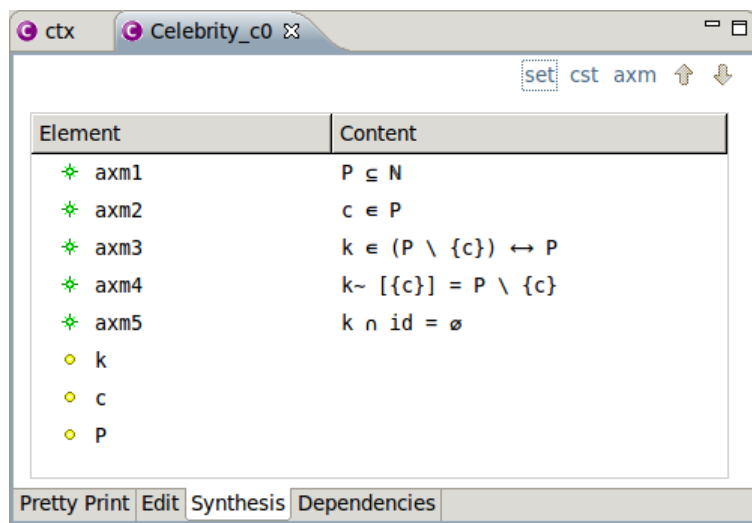 ctx Celebrity_c0
set cst axm
Element Content
axm1 P ⊆ ℕ
axm2 c ∈ P
axm3 k ∈ (P \ {c}) ↔ P
axm4 k~ [{c}] = P \ {c}
axm5 k ∩ id = ∅
k
c
P
Pretty Print Edit Synthesis Dependencies